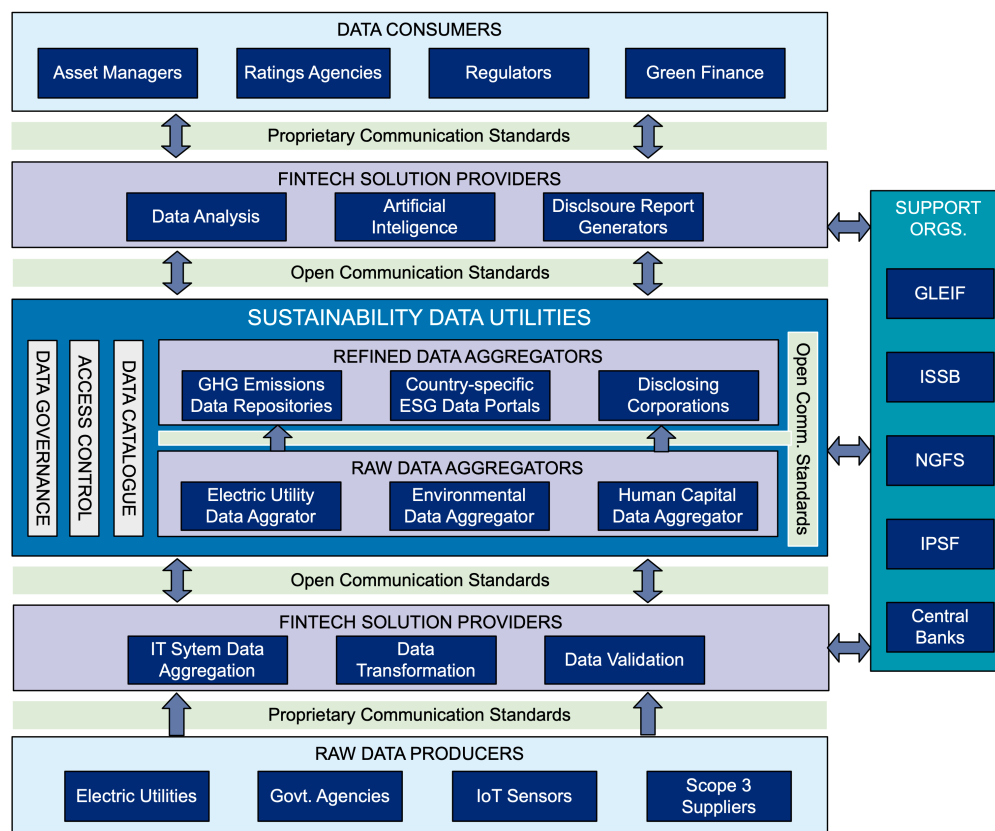 DATA CONSUMERS
Asset Managers
Ratings Agencies
Regulators
Green Finance
Proprietary Communication Standards
FINTECH SOLUTION PROVIDERS
Data Analysis
Artificial
Inteligence
Disclsoure Report
Generators
Open Communication Standards
SUSTAINABILITY DATA UTILITIES
DATA GOVERNANCE
ACCESS CONTROL
DATA CATALOGUE
REFINED DATA AGGREGATORS
GHG Emissions
Data Repositories
Country-specific
ESG Data Portals
Disclosing
Corporations
RAW DATA AGGREGATORS
Electric Utility
Data Aggrator
Environmental
Data Aggregator
Human Capital
Data Aggregator
Open Comm. Standards
Open Communication Standards
FINTECH SOLUTION PROVIDERS
IT Sytem Data
Aggregation
Data
Transformation
Data Validation
Proprietary Communication Standards
RAW DATA PRODUCERS
Electric Utilities
Govt. Agencies
IoT Sensors
Scope 3
Suppliers
SUPPORT
ORGS.
GLEIF
ISSB
NGFS
IPSF
Central
Banks